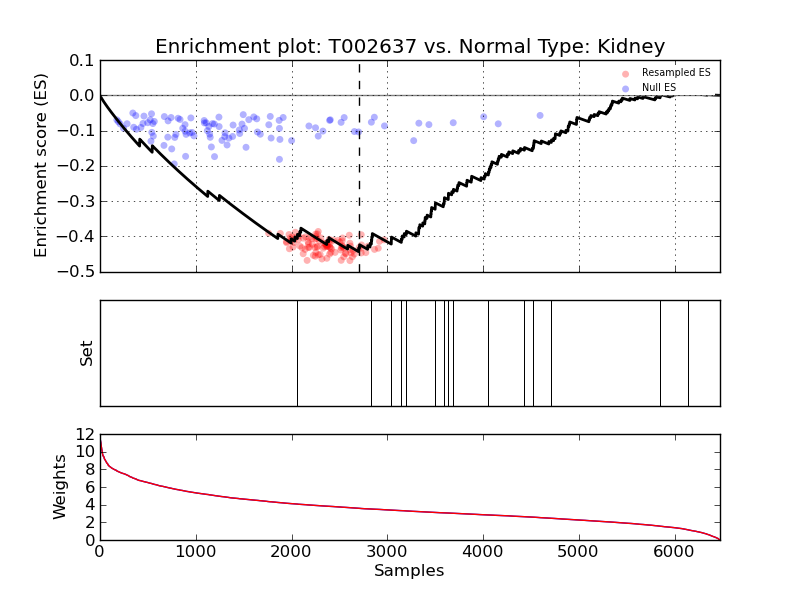 Enrichment plot: T002637 vs. Normal Type: Kidney
Enrichment score (ES)
0.1
0.0
−0.1
−0.2
−0.3
−0.4
−0.5
Resampled ES
Null ES
Set
Weights
12
10
8
6
4
2
0
0 1000 2000 3000 4000 5000 6000
Samples